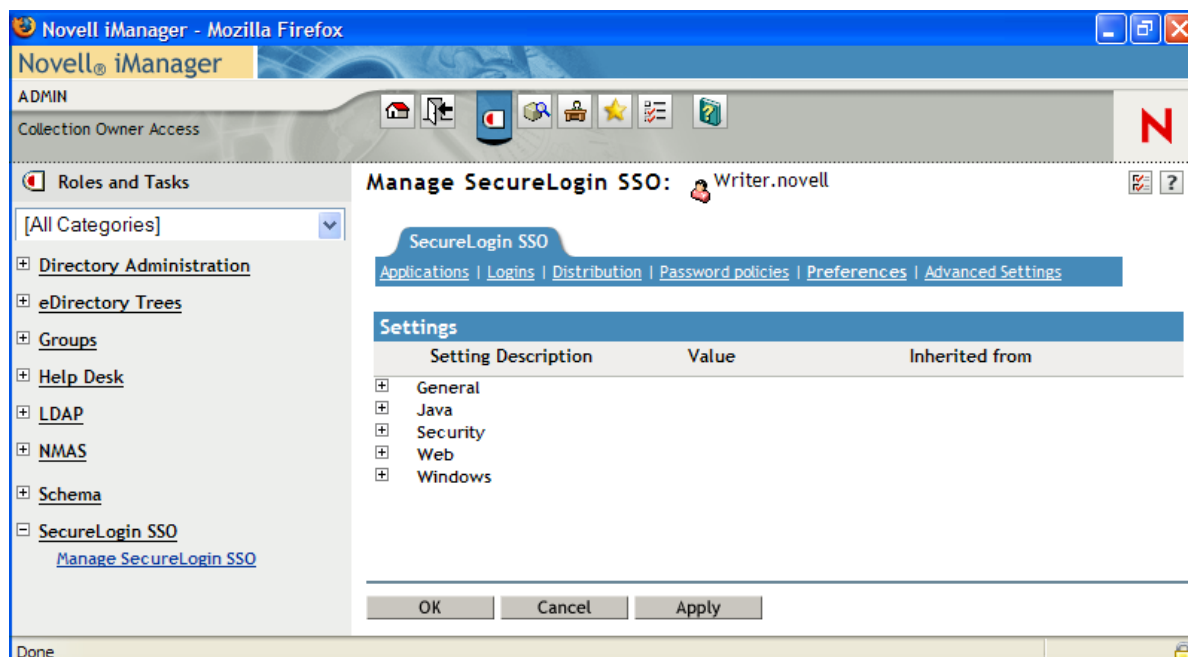 Novell iManager - Mozilla Firefox
Novell® iManager
ADMIN
Collection Owner Access
N
Roles and Tasks
[All Categories]
Directory Administration
eDirectory Trees
Groups
Help Desk
LDAP
NMAS
Schema
SecureLogin SSO
Manage SecureLogin SSO
Manage SecureLogin SSO: Writer.novell
?
SecureLogin SSO
Applications | Logins | Distribution | Password policies | Preferences | Advanced Settings
Settings
Setting Description Value Inherited from
General
Java
Security
Web
Windows
OK Cancel Apply
Done